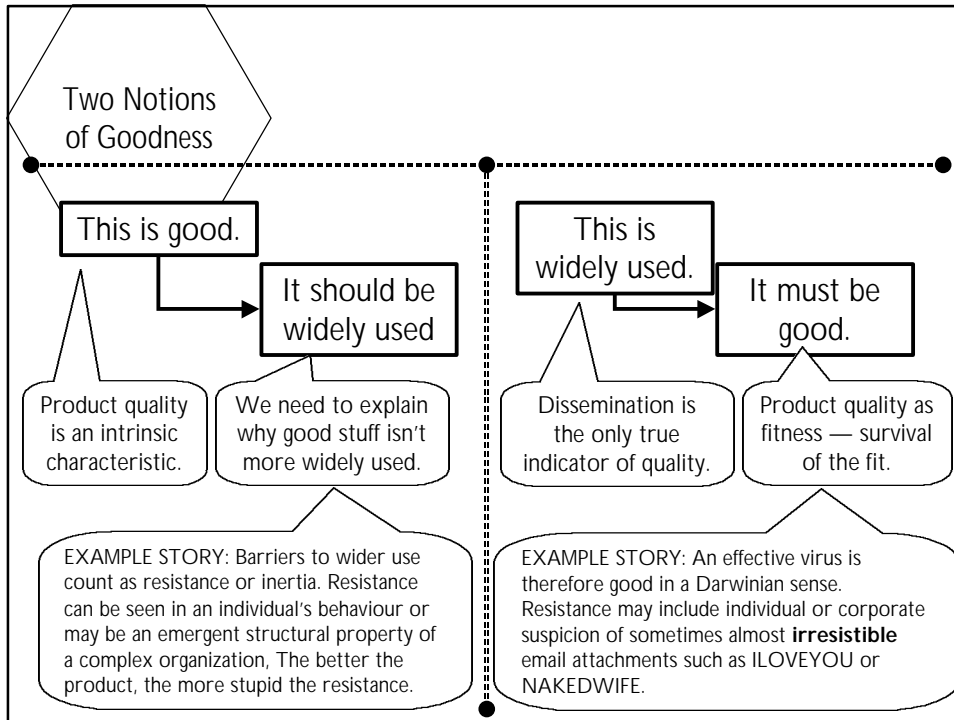 Two Notions
of Goodness
This is good.
It should be
widely used
Product quality
is an intrinsic
characteristic.
We need to explain
why good stuff isn't
more widely used.
EXAMPLE STORY: Barriers to wider use
count as resistance or inertia. Resistance
can be seen in an individual's behaviour or
may be an emergent structural property of
a complex organization, The better the
product, the more stupid the resistance.
This is
widely used.
It must be
good.
Dissemination is
the only true
indicator of quality.
Product quality as
fitness — survival
of the fit.
EXAMPLE STORY: An effective virus is
therefore good in a Darwinian sense.
Resistance may include individual or corporate
suspicion of sometimes almost irresistible
email attachments such as ILOVEYOU or
NAKEDWIFE.